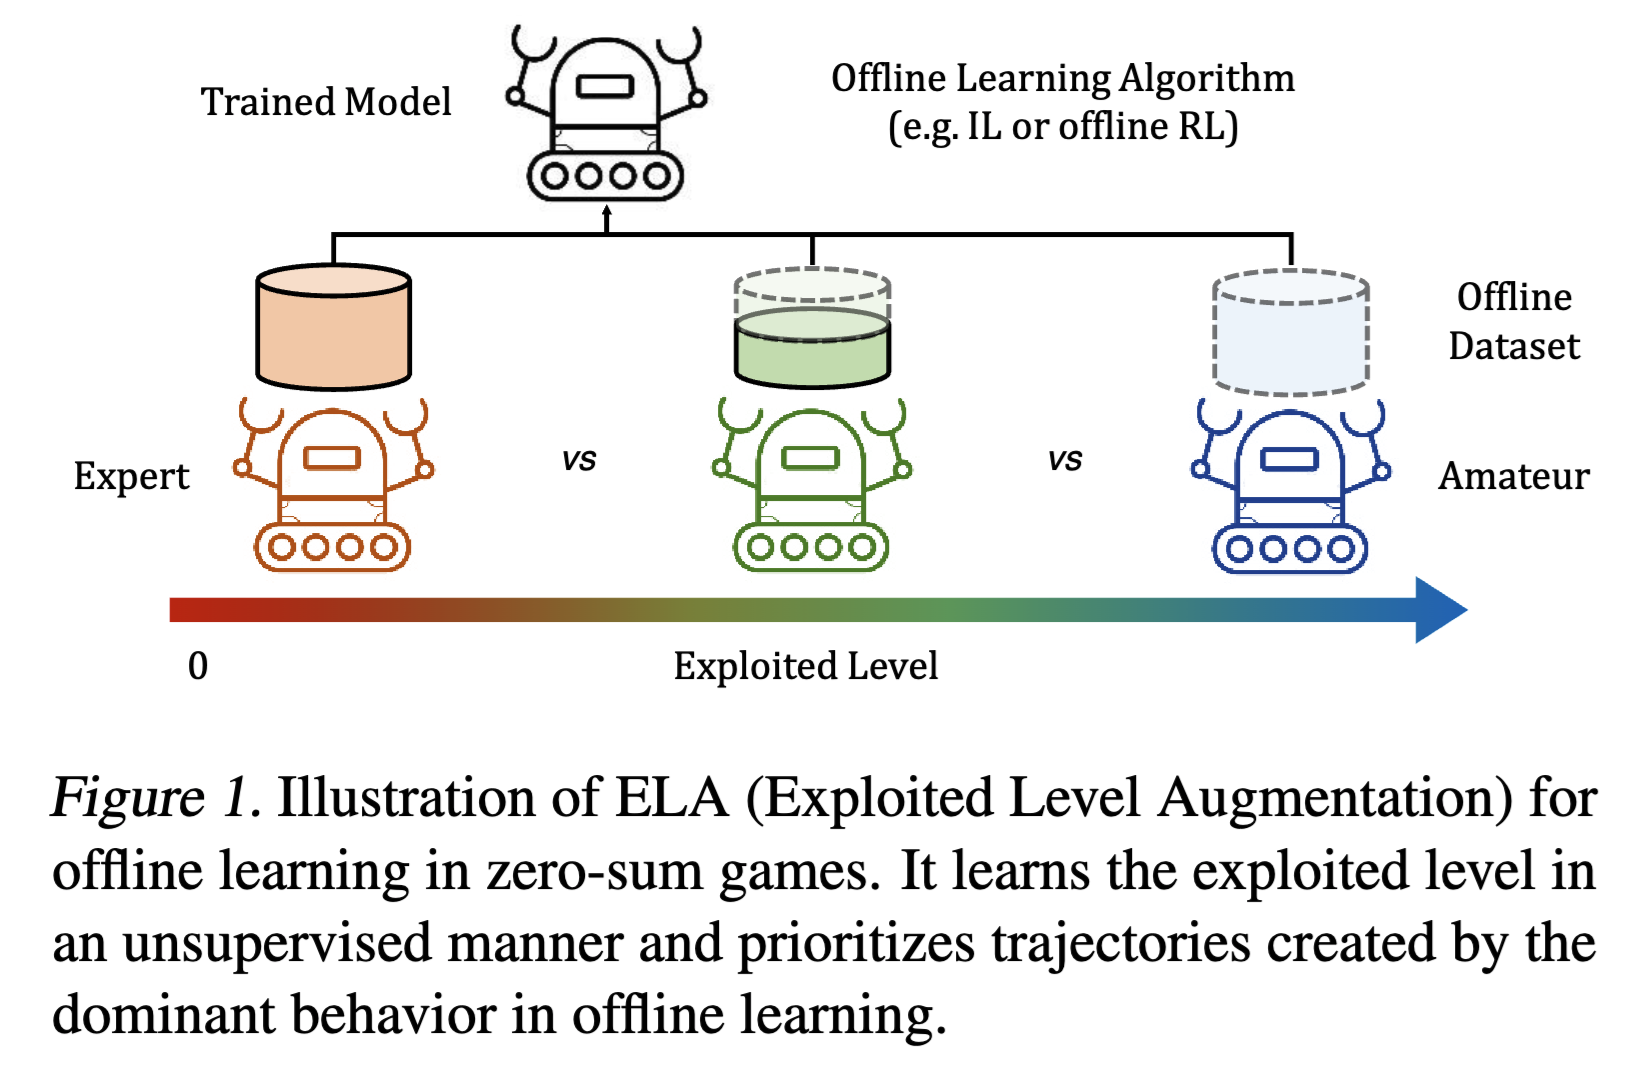 Trained Model
Offline Learning Algorithm
(e.g. IL or offline RL)
Offline
Dataset
Expert
vs
vs
Amateur
0
Exploited Level
Figure 1. Illustration of ELA (Exploited Level Augmentation) for
offline learning in zero-sum games. It learns the exploited level in
an unsupervised manner and prioritizes trajectories created by the
dominant behavior in offline learning.